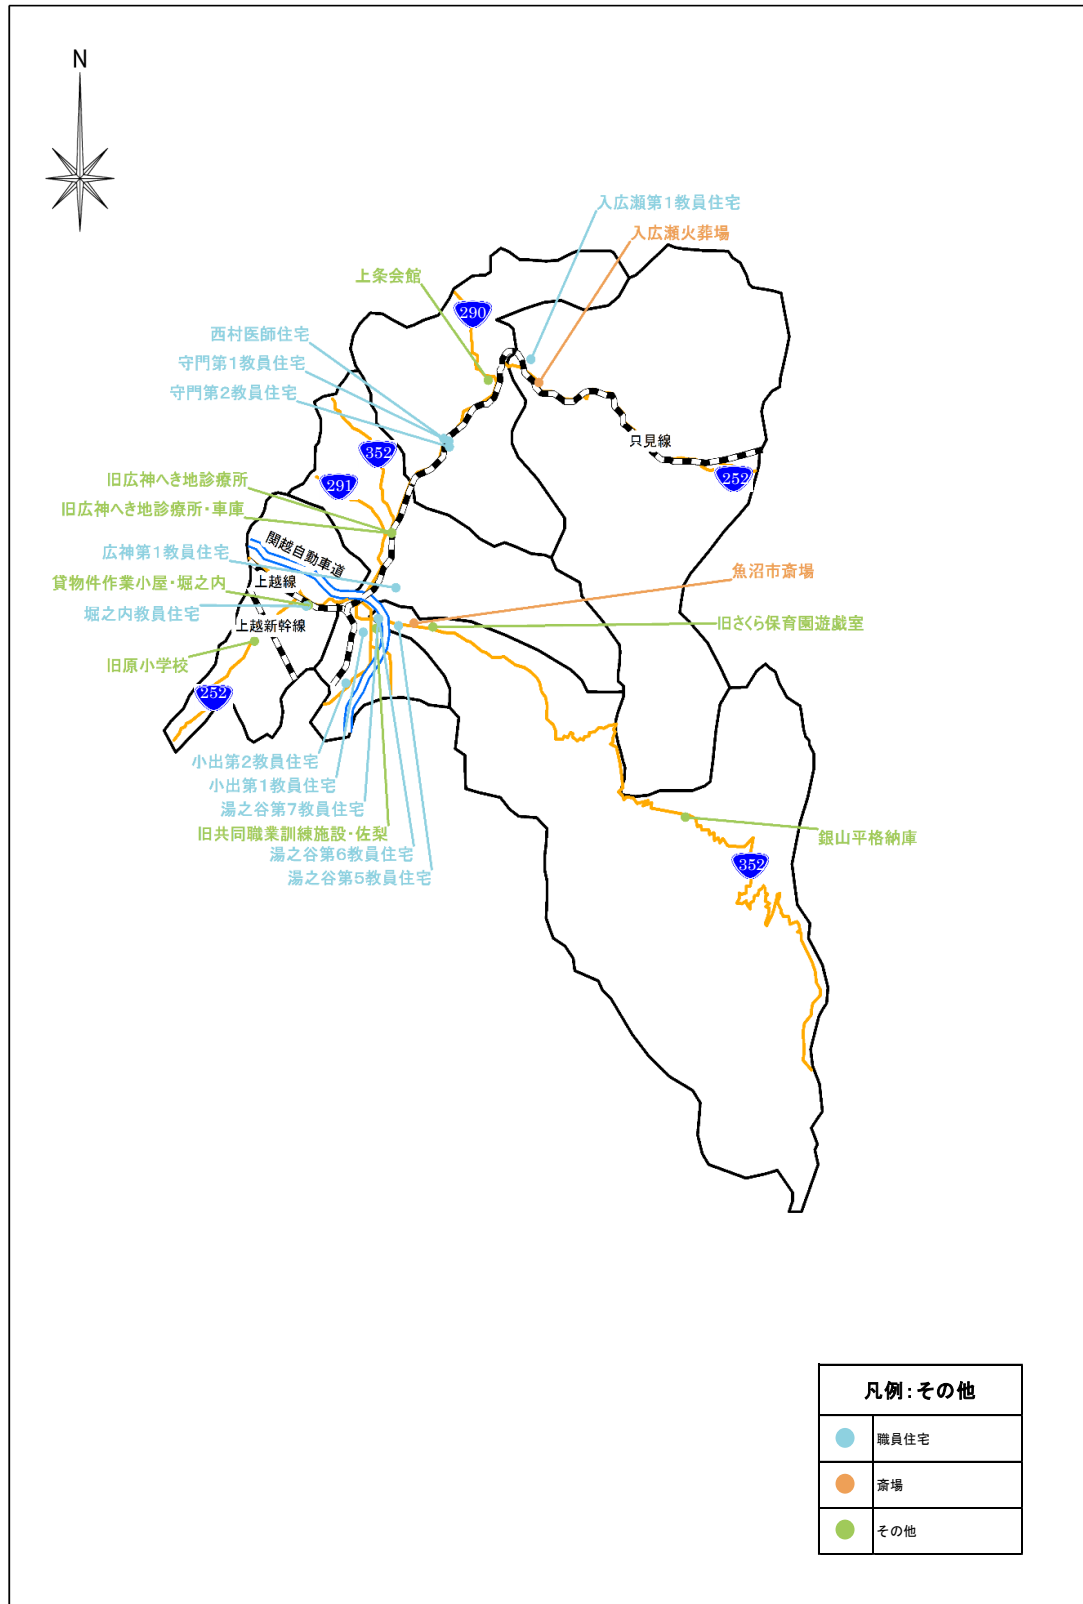 N
入広瀬第1教員住宅
入広瀬火葬場
上条会館
290
西村医師住宅
守門第1教員住宅
守門第2教員住宅
只見線
352
252
旧広神へき地診療所
291
旧広神へき地診療所・車庫
関越自動車道
広神第1教員住宅
魚沼市斎場
貸物件作業小屋・堀之内
上越線
堀之内教員住宅
上越新幹線
旧さくら保育園遊戯室
旧原小学校
252
小出第2教員住宅
小出第1教員住宅
湯之谷第7教員住宅
旧共同職業訓練施設・佐梨
銀山平格納庫
湯之谷第6教員住宅
352
湯之谷第5教員住宅
凡例：その他
職員住宅
斎場
その他